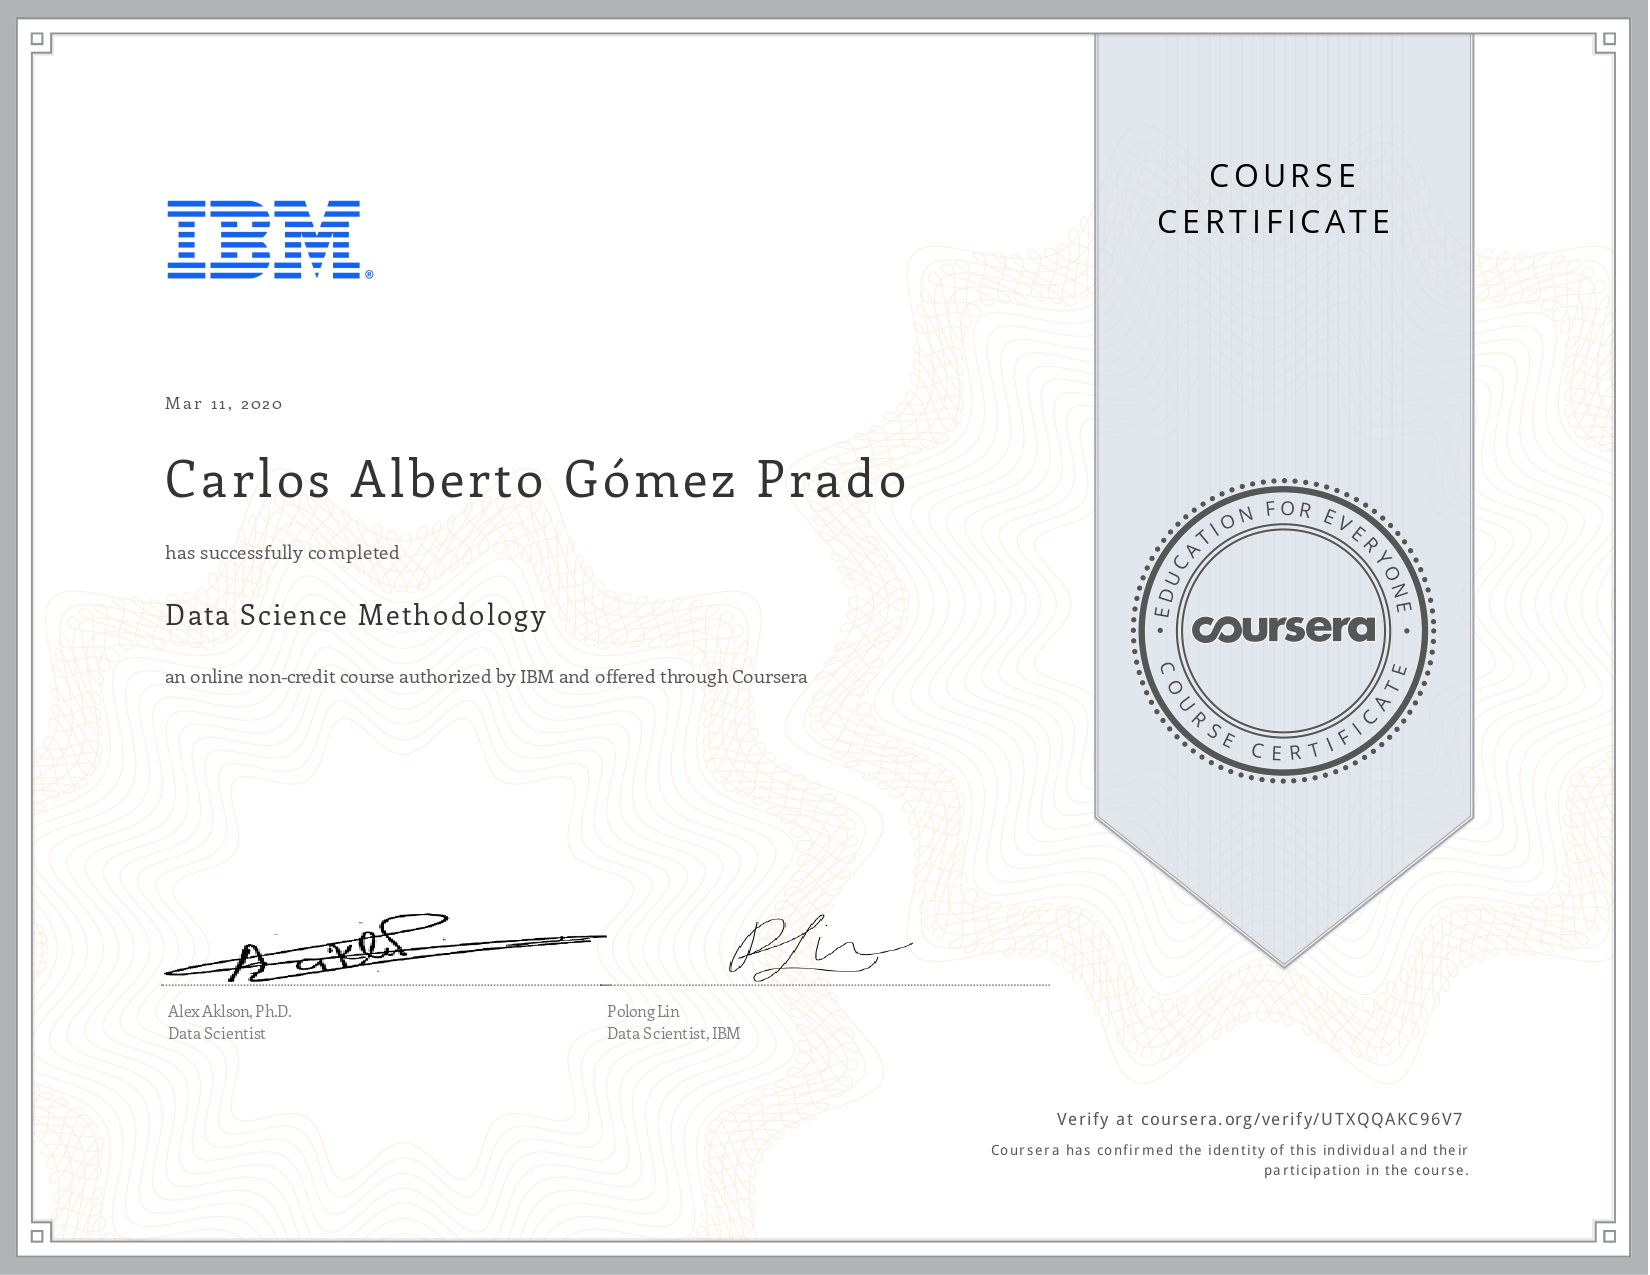 COURSE
CERTIFICATE
IBM®
Mar 11, 2020
Carlos Alberto Gómez Prado
has successfully completed
Data Science Methodology
an online non-credit course authorized by IBM and offered through Coursera
EDUCATION FOR EVERYONE
coursera
COURSE CERTIFICATE
Alex Aklson, Ph.D.
Data Scientist
Polong Lin
Data Scientist, IBM
Verify at coursera.org/verify/UTXQQAKC96V7
Coursera has confirmed the identity of this individual and their
participation in the course.